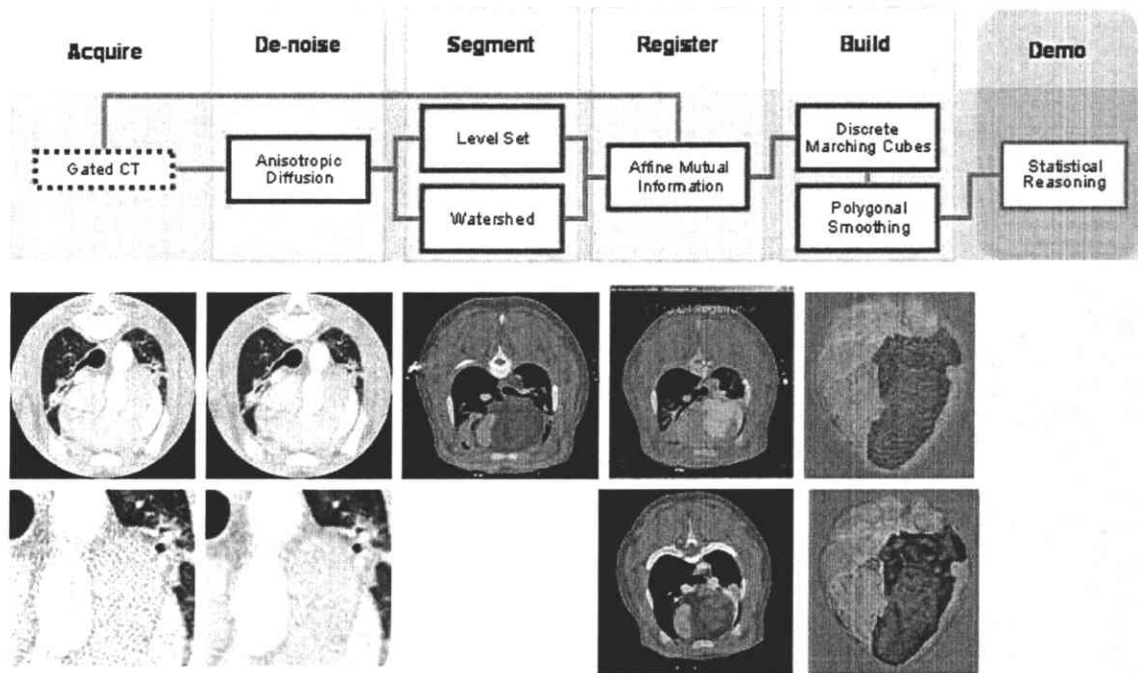 Acquire
De-noise
Segment
Register
Build
Demo
Gated CT
Anisotropic
Diffusion
Level Set
Watershed
Affine Mutual
Information
Discrete
Marching Cubes
Polygonal
Smoothing
Statistical
Reasoning